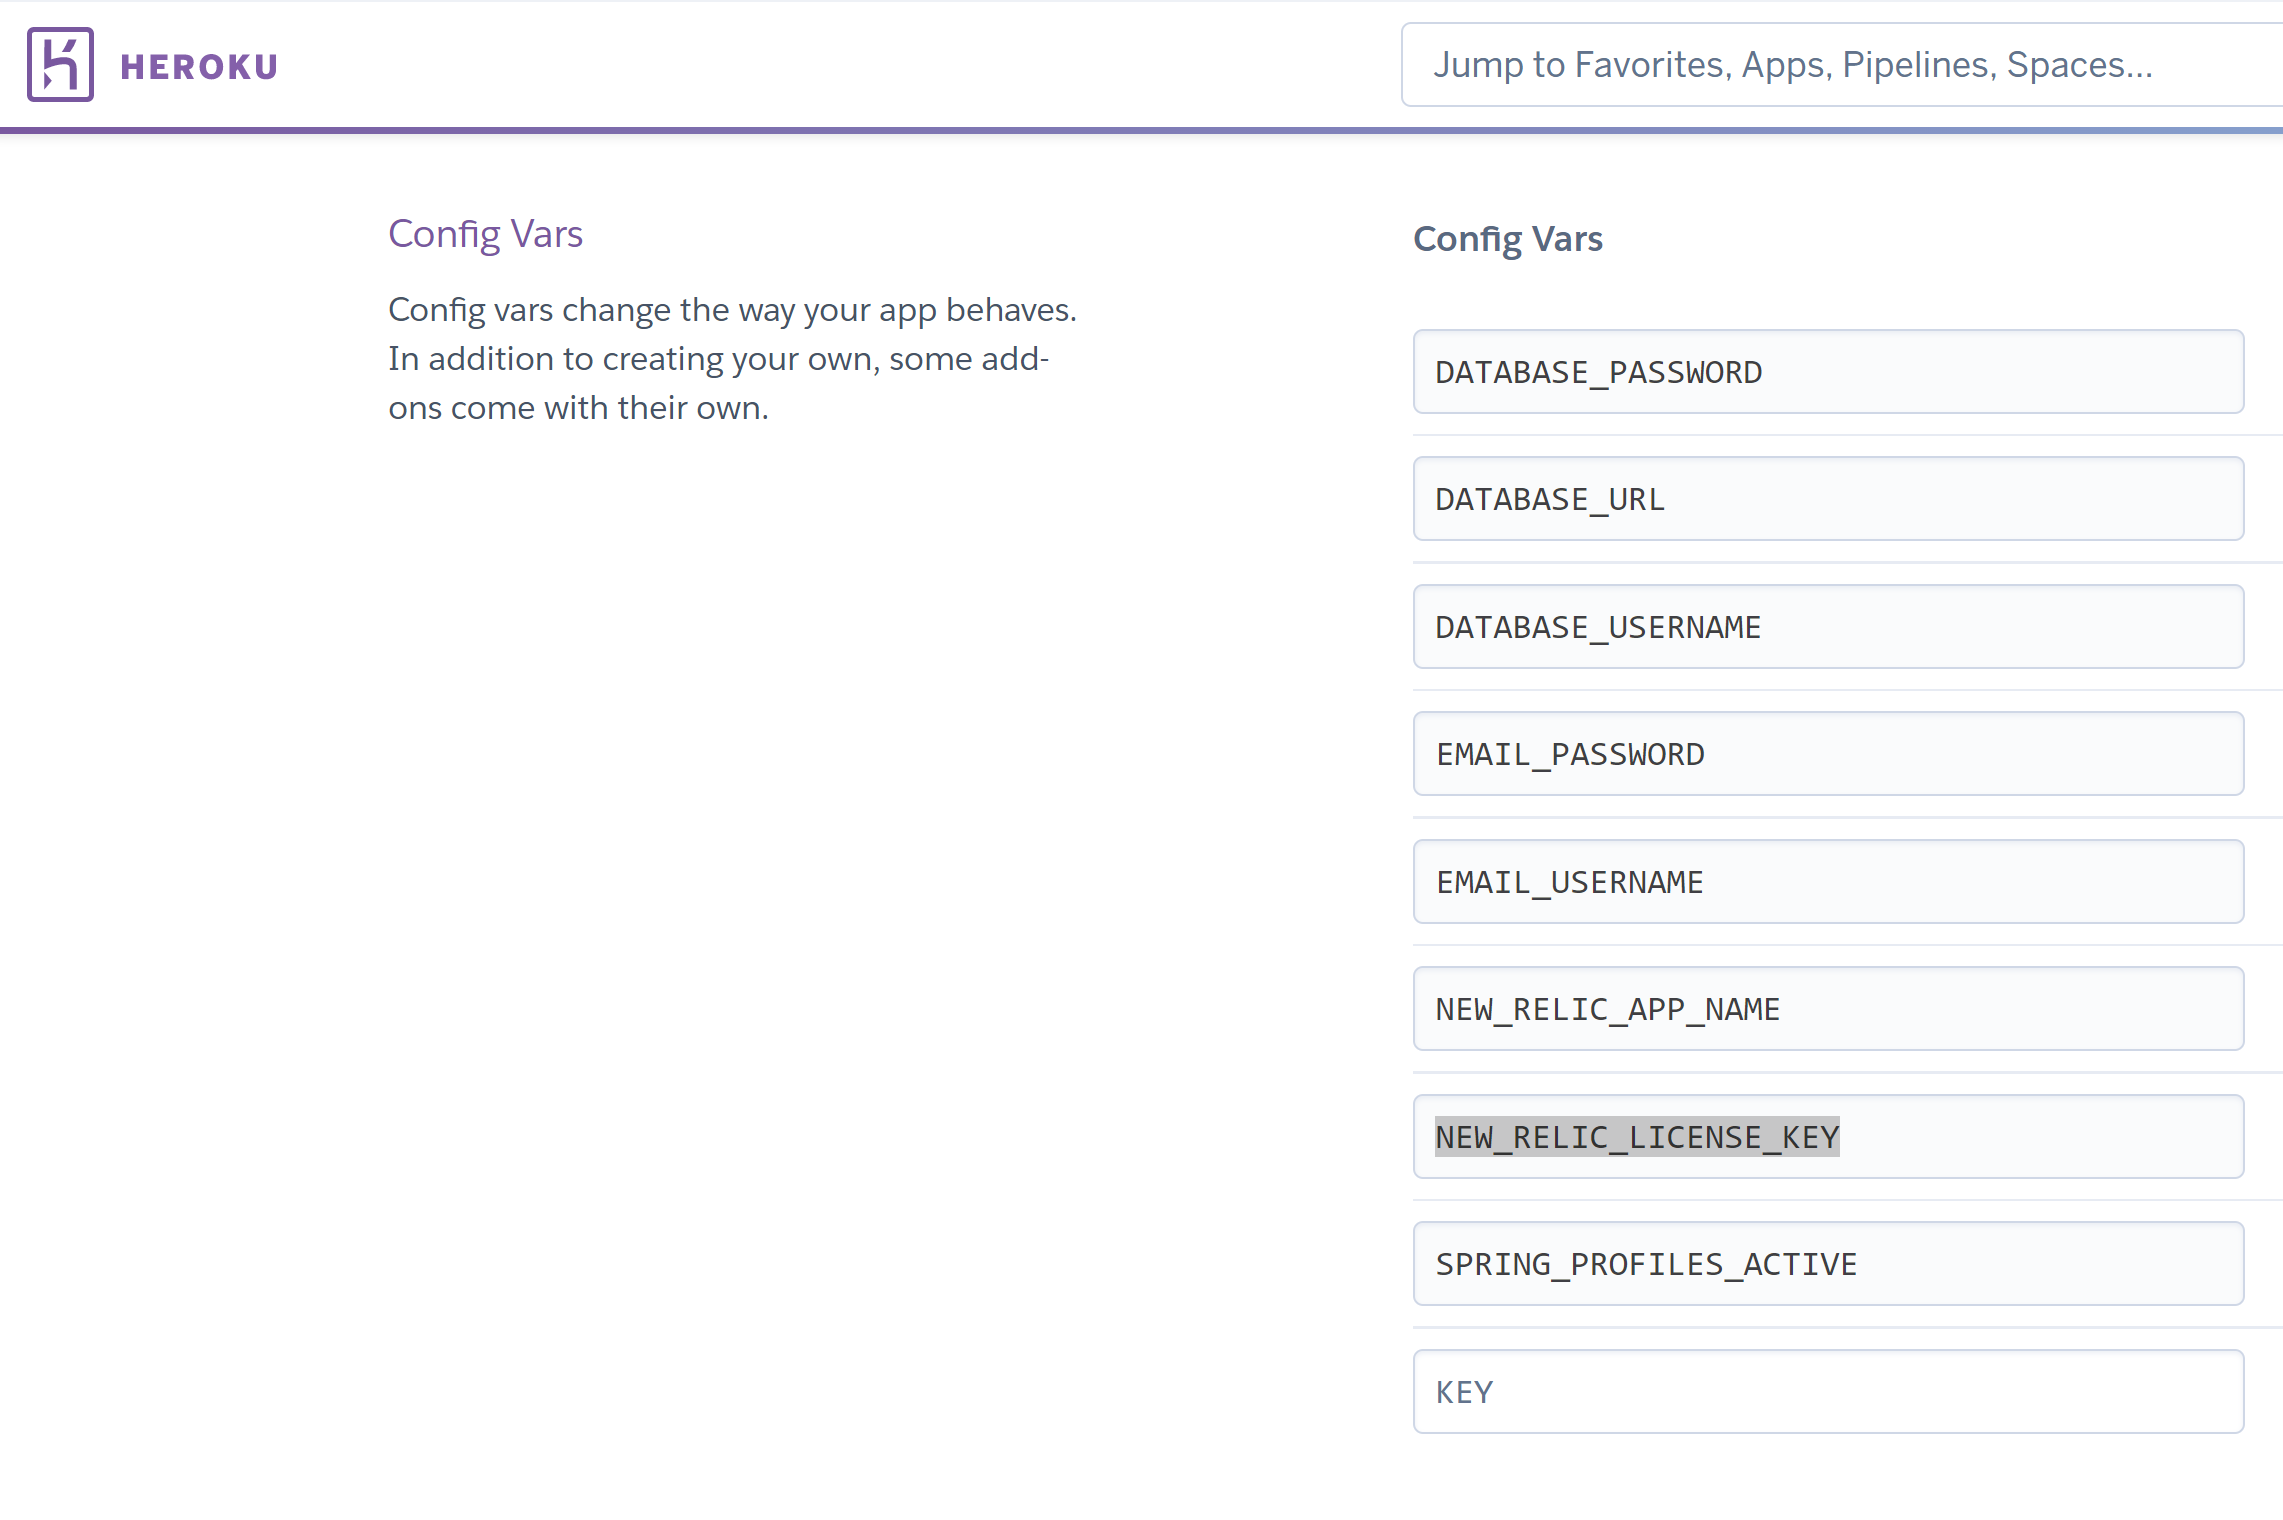 HEROKU
Jump to Favorites, Apps, Pipelines, Spaces...
Config Vars
Config vars change the way your app behaves.
In addition to creating your own, some add-
ons come with their own.
Config Vars
DATABASE_PASSWORD
DATABASE_URL
DATABASE_USERNAME
EMAIL_PASSWORD
EMAIL_USERNAME
NEW_RELIC_APP_NAME
NEW_RELIC_LICENSE_KEY
SPRING_PROFILES_ACTIVE
KEY